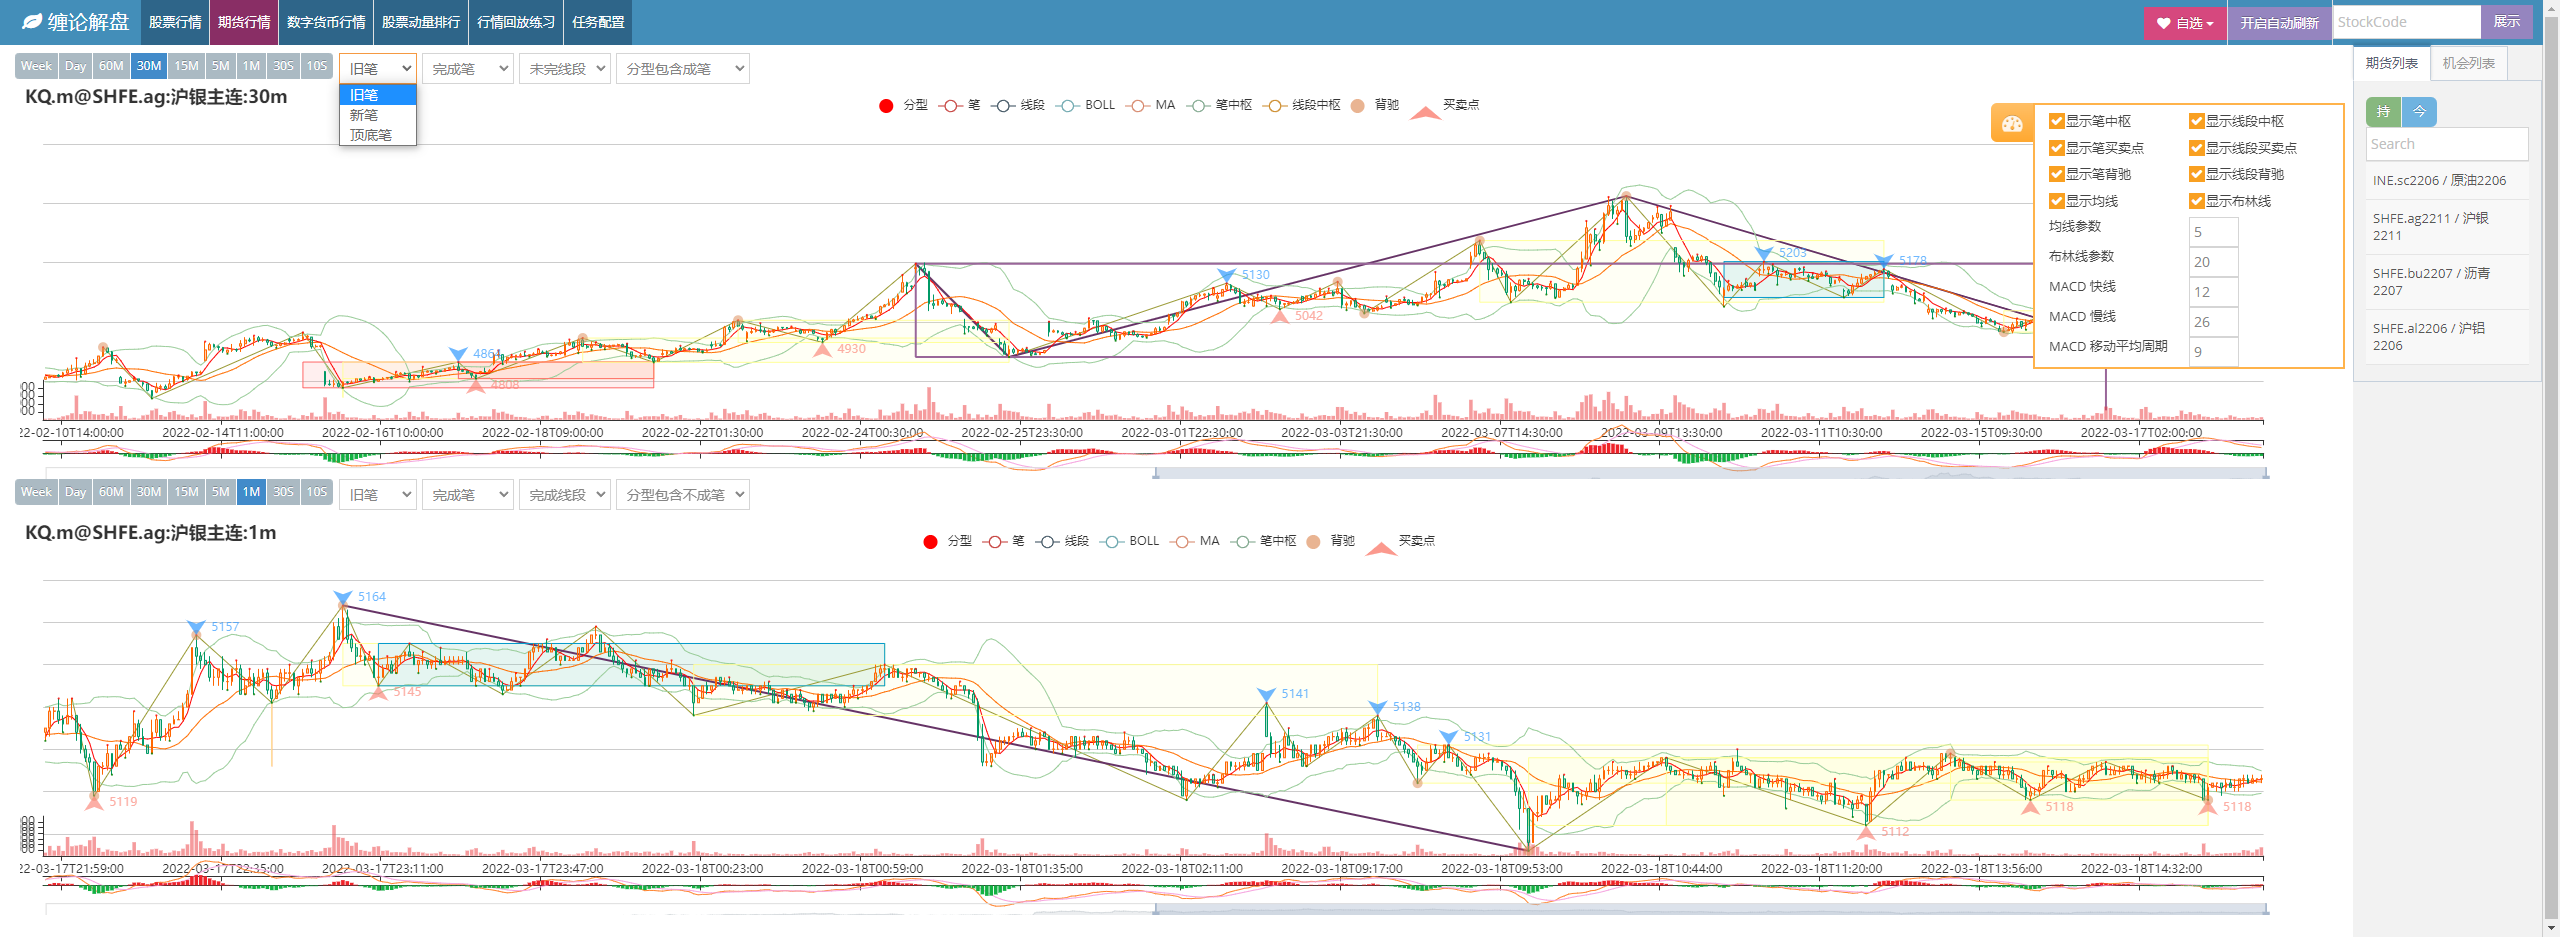 缠论解盘 股票行情 期货行情 数字货币行情 股票动量排行 行情回放练习 任务配置 自选 开启自动刷新 StockCode 展示
Week Day 60M 30M 15M 5M 1M 30S 10S 旧笔 完成笔 未完线段 分型包含成笔
旧笔
新笔
顶底笔
KQ.m@SHFE.ag:沪银主连:30m
分型 笔 线段 BOLL MA 笔中枢 线段中枢 背驰 买卖点
显示笔中枢 显示线段中枢
显示笔买卖点 显示线段买卖点
显示笔背驰 显示线段背驰
显示均线 显示布林线
均线参数 5
布林线参数 20
MACD 快线 12
MACD 慢线 26
MACD 移动平均周期 9
期货列表 机会列表
持 今
Search
INE.sc2206 / 原油2206
SHFE.ag2211 / 沪银
2211
SHFE.bu2207 / 沥青
2207
SHFE.al2206 / 沪铝
2206
5203
5178
5130
5042
4930
4808
2-02-10T14:00:00 2022-02-14T11:00:00 2022-02-16T10:00:00 2022-02-18T09:00:00 2022-02-22T01:30:00 2022-02-24T00:30:00 2022-02-25T23:30:00 2022-03-01T22:30:00 2022-03-03T21:30:00 2022-03-07T14:30:00 2022-03-09T13:30:00 2022-03-11T10:30:00 2022-03-15T09:30:00 2022-03-17T02:00:00
Week Day 60M 30M 15M 5M 1M 30S 10S 旧笔 完成笔 完成线段 分型包含不成笔
KQ.m@SHFE.ag:沪银主连:1m
分型 笔 线段 BOLL MA 笔中枢 背驰 买卖点
5164
5157
5145
5141
5138
5131
5119
5118
5118
5112
2-03-17T21:59:00 2022-03-17T22:35:00 2022-03-17T23:11:00 2022-03-17T23:47:00 2022-03-18T00:23:00 2022-03-18T00:59:00 2022-03-18T01:35:00 2022-03-18T02:11:00 2022-03-18T09:17:00 2022-03-18T09:53:00 2022-03-18T10:44:00 2022-03-18T11:20:00 2022-03-18T13:56:00 2022-03-18T14:32:00